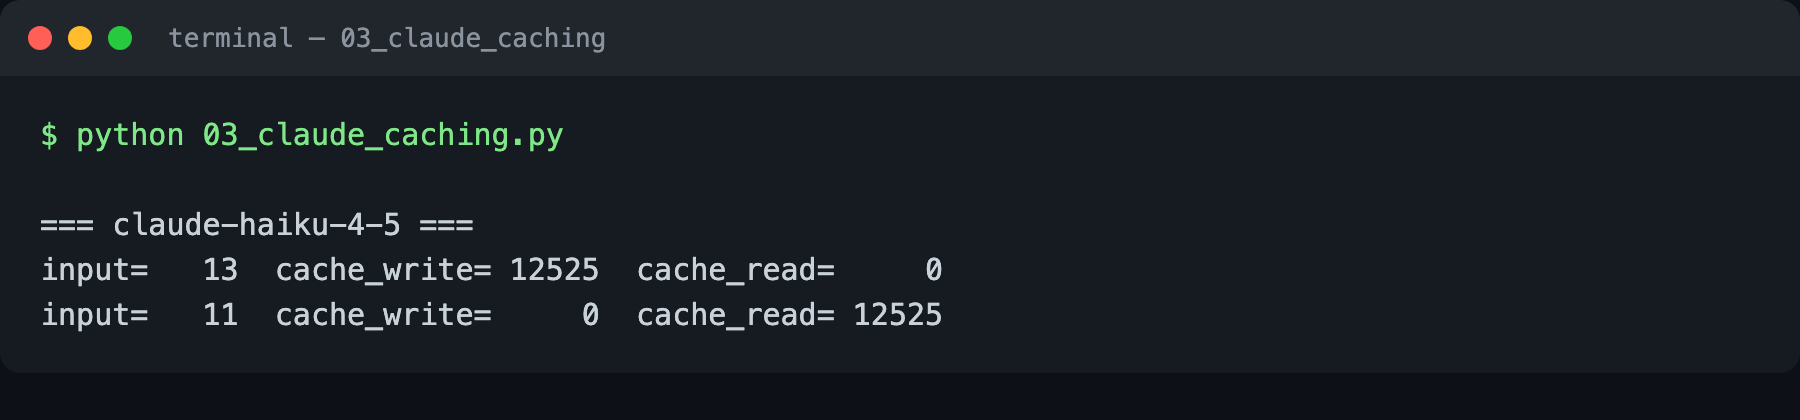 terminal — 03_claude_caching
$ python 03_claude_caching.py
=== claude-haiku-4-5 ===
input=   13  cache_write= 12525  cache_read=     0
input=   11  cache_write=     0  cache_read= 12525